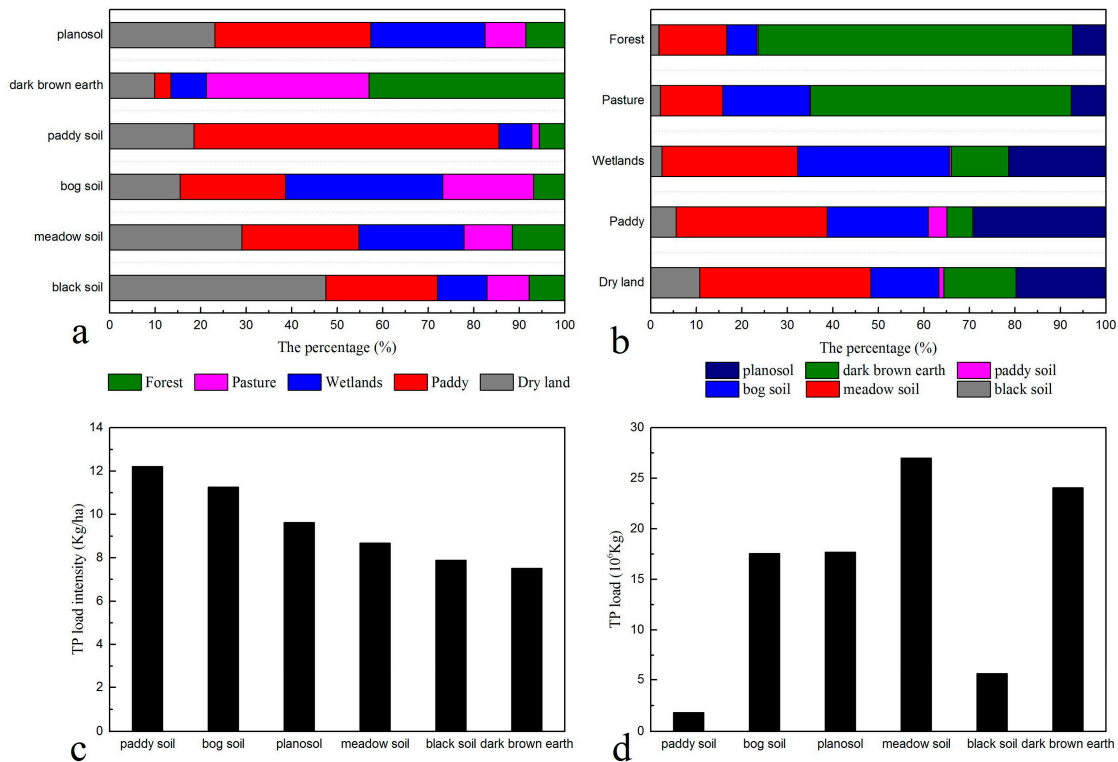 planosol
dark brown earth
paddy soil
bog soil
meadow soil
black soil
0 10 20 30 40 50 60 70 80 90 100
The percentage (%)
a
Forest Pasture Wetlands Paddy Dry land
Forest
Pasture
Wetlands
Paddy
Dry land
0 10 20 30 40 50 60 70 80 90 100
The percentage (%)
b
planosol dark brown earth paddy soil
bog soil meadow soil black soil
14
12
10
8
6
4
2
0
TP load intensity (Kg/ha)
paddy soil bog soil planosol meadow soil black soil dark brown earth
c
30
25
20
15
10
5
0
TP load (10⁶Kg)
paddy soil bog soil planosol meadow soil black soil dark brown earth
d